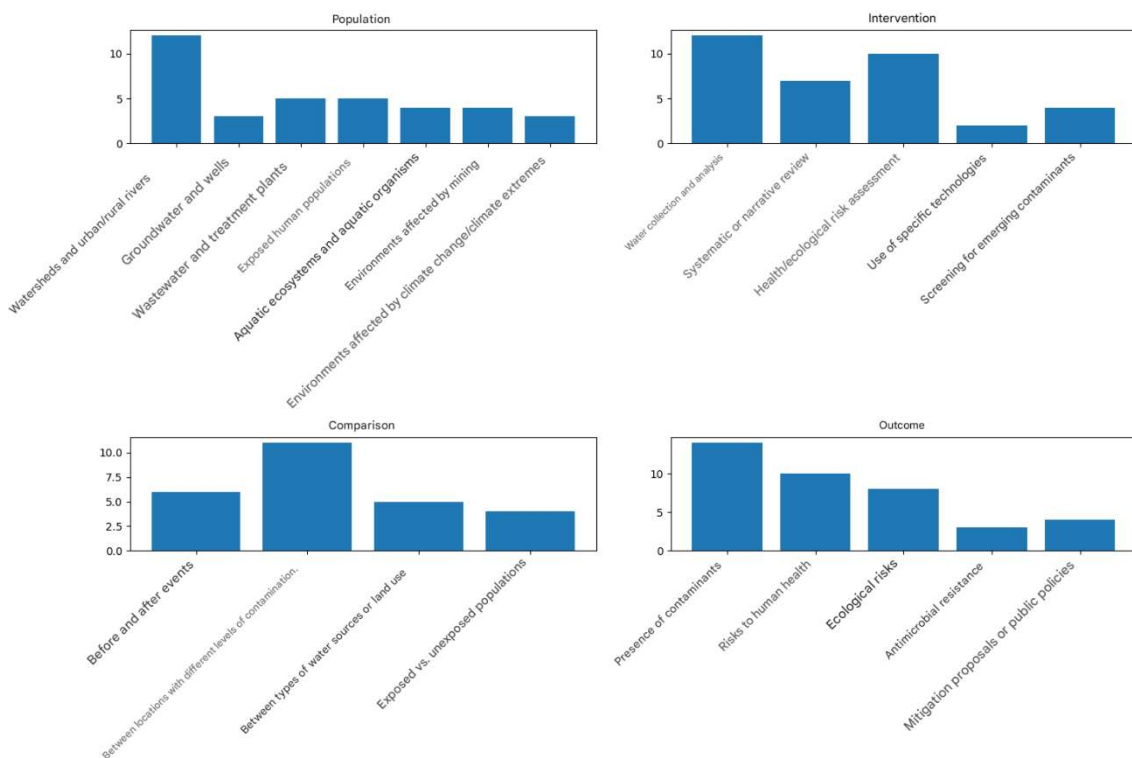 Population
10
5
0
Watersheds and urban/rural rivers
Groundwater and wells
Wastewater and treatment plants
Exposed human populations
Aquatic ecosystems and aquatic organisms
Environments affected by mining
Environments affected by climate change/climate extremes
Intervention
10
5
0
Water collection and analysis
Systematic or narrative review
Health/ecological risk assessment
Use of specific technologies
Screening for emerging contaminants
Comparison
10.0
7.5
5.0
2.5
0.0
Before and after events
Between locations with different levels of contamination.
Between types of water sources or land use
Exposed vs. unexposed populations
Outcome
10
5
0
Presence of contaminants
Risks to human health
Ecological risks
Antimicrobial resistance
Mitigation proposals or public policies